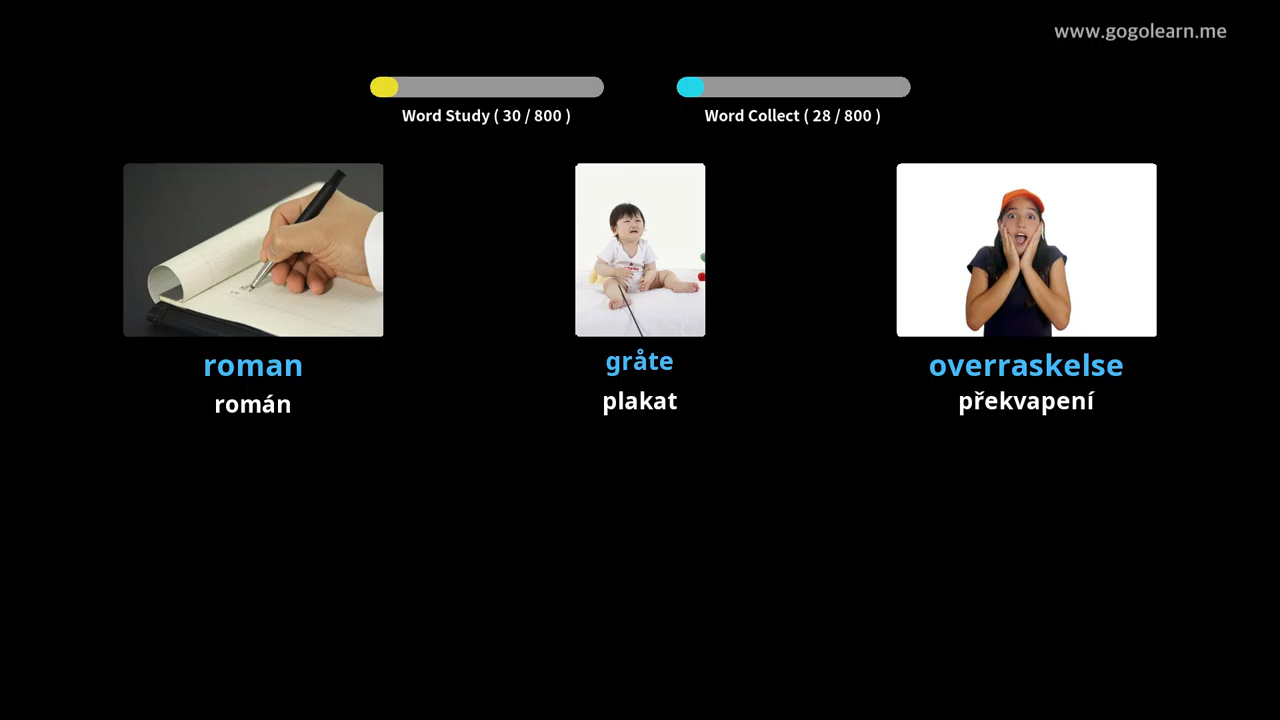 www.gogolearn.me
Word Study ( 30 / 800 )
Word Collect ( 28 / 800 )
roman
román
gråte
plakat
overraskelse
překvapení